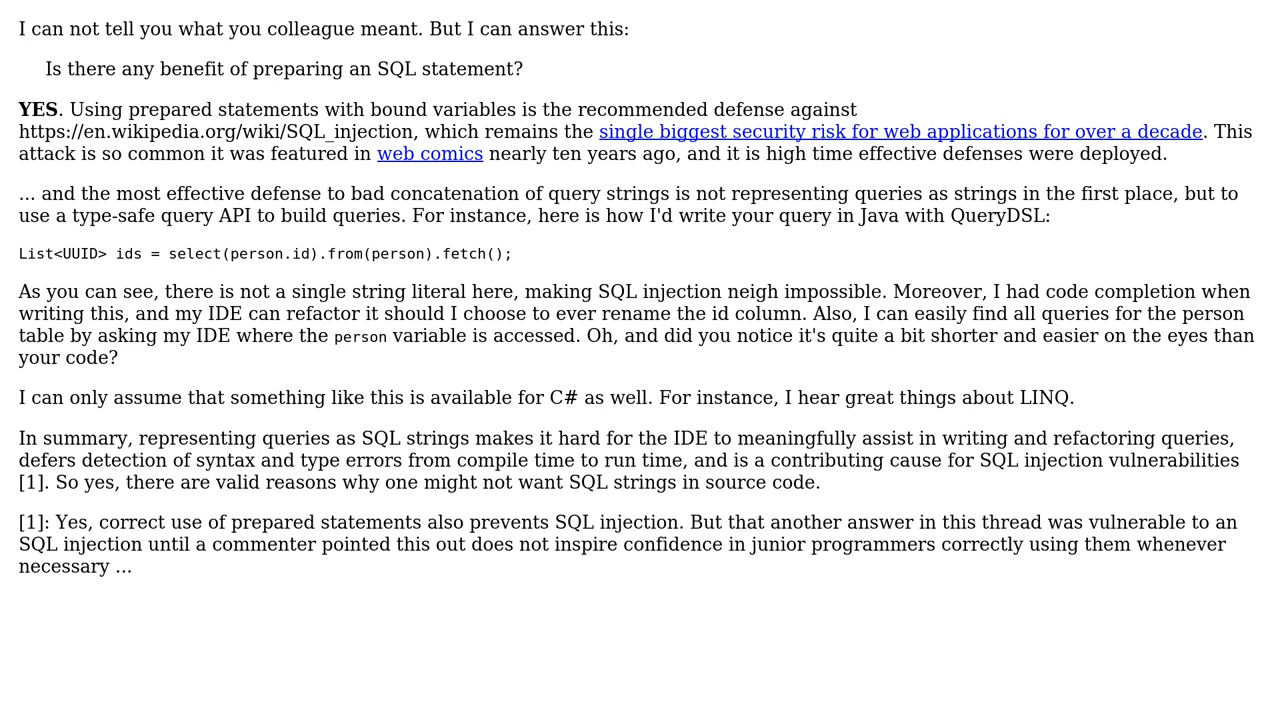 I can not tell you what you colleague meant. But I can answer this:
Is there any benefit of preparing an SQL statement?
YES. Using prepared statements with bound variables is the recommended defense against
https://en.wikipedia.org/wiki/SQL_injection, which remains the single biggest security risk for web applications for over a decade. This
attack is so common it was featured in web comics nearly ten years ago, and it is high time effective defenses were deployed.
... and the most effective defense to bad concatenation of query strings is not representing queries as strings in the first place, but to
use a type-safe query API to build queries. For instance, here is how I'd write your query in Java with QueryDSL:
List<UUID> ids = select(person.id).from(person).fetch();
As you can see, there is not a single string literal here, making SQL injection neigh impossible. Moreover, I had code completion when
writing this, and my IDE can refactor it should I choose to ever rename the id column. Also, I can easily find all queries for the person
table by asking my IDE where the person variable is accessed. Oh, and did you notice it's quite a bit shorter and easier on the eyes than
your code?
I can only assume that something like this is available for C# as well. For instance, I hear great things about LINQ.
In summary, representing queries as SQL strings makes it hard for the IDE to meaningfully assist in writing and refactoring queries,
defers detection of syntax and type errors from compile time to run time, and is a contributing cause for SQL injection vulnerabilities
[1]. So yes, there are valid reasons why one might not want SQL strings in source code.
[1]: Yes, correct use of prepared statements also prevents SQL injection. But that another answer in this thread was vulnerable to an
SQL injection until a commenter pointed this out does not inspire confidence in junior programmers correctly using them whenever
necessary ...